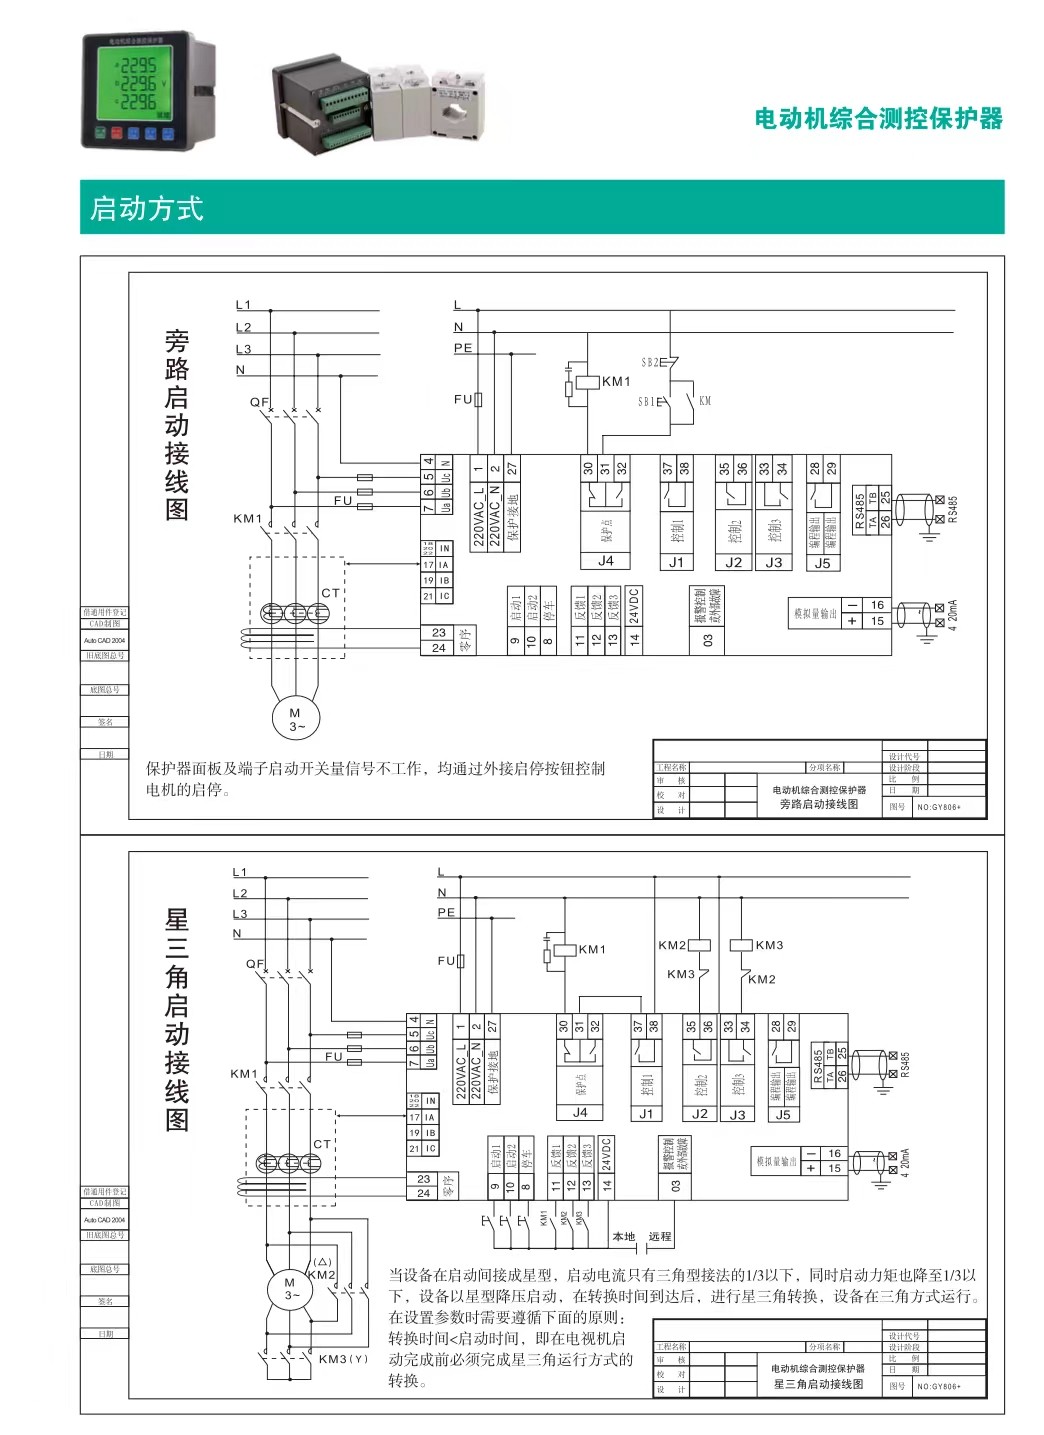 电动机综合测控保护器
229.5
229.6
229.6
电动机综合测控保护器
启动方式
旁路启动接线图
L1
L2
L3
N
QF
FU
KM1
CT
M
3~
L
N
PE
FU
KM1
SB2
SB1
KM
4 N
5 Uc
6 Ub
7 Ua
1 220VAC_L
2 220VAC_N
27 保护接地
30 31 32
保护点
J4
37 38
控制1
J1
35 36
控制2
J2
33 34
控制3
J3
28 29
编程输出
编程输出
J5
RS485
TA TB
26 25
RS485
IN
17 IA
19 IB
21 IC
23
24
零序
启动1 启动2 停车
9 10 8
反馈1 反馈2 反馈3 24VDC
11 12 13 14
报警控制
或外部故障
03
模拟量输出
— 16
+ 15
4 20mA
借通用件登记
CAD制图
Auto CAD 2004
旧底图总号
底图总号
签名
日期
保护器面板及端子启动开关量信号不工作，均通过外接启停按钮控制
电机的启停。
工程名称 分项名称
审 核
校 对
设 计
电动机综合测控保护器
旁路启动接线图
设计代号
设计阶段
比 例
日 期
图号 NO:GY806+
星三角启动接线图
L1
L2
L3
N
QF
FU
KM1
CT
(△)
KM2
M
3~
KM3(Y)
L
N
PE
FU
KM1
KM2
KM3
KM3
KM2
4 N
5 Uc
6 Ub
7 Ua
1 220VAC_L
2 220VAC_N
27 保护接地
30 31 32
保护点
J4
37 38
控制1
J1
35 36
控制2
J2
33 34
控制3
J3
28 29
编程输出
编程输出
J5
RS485
TA TB
26 25
RS485
IN
17 IA
19 IB
21 IC
23
24
零序
启动1 启动2 停车
9 10 8
反馈1 反馈2 反馈3 24VDC
11 12 13 14
报警控制
或外部故障
03
模拟量输出
— 16
+ 15
4 20mA
KM1 KM2 KM3
本地 远程
借通用件登记
CAD制图
Auto CAD 2004
旧底图总号
底图总号
签名
日期
当设备在启动间接成星型，启动电流只有三角型接法的1/3以下，同时启动力矩也降至1/3以
下，设备以星型降压启动，在转换时间到达后，进行星三角转换，设备在三角方式运行。
在设置参数时需要遵循下面的原则：
转换时间<启动时间，即在电视机启
动完成前必须完成星三角运行方式的
转换。
工程名称 分项名称
审 核
校 对
设 计
电动机综合测控保护器
星三角启动接线图
设计代号
设计阶段
比 例
日 期
图号 NO:GY806+